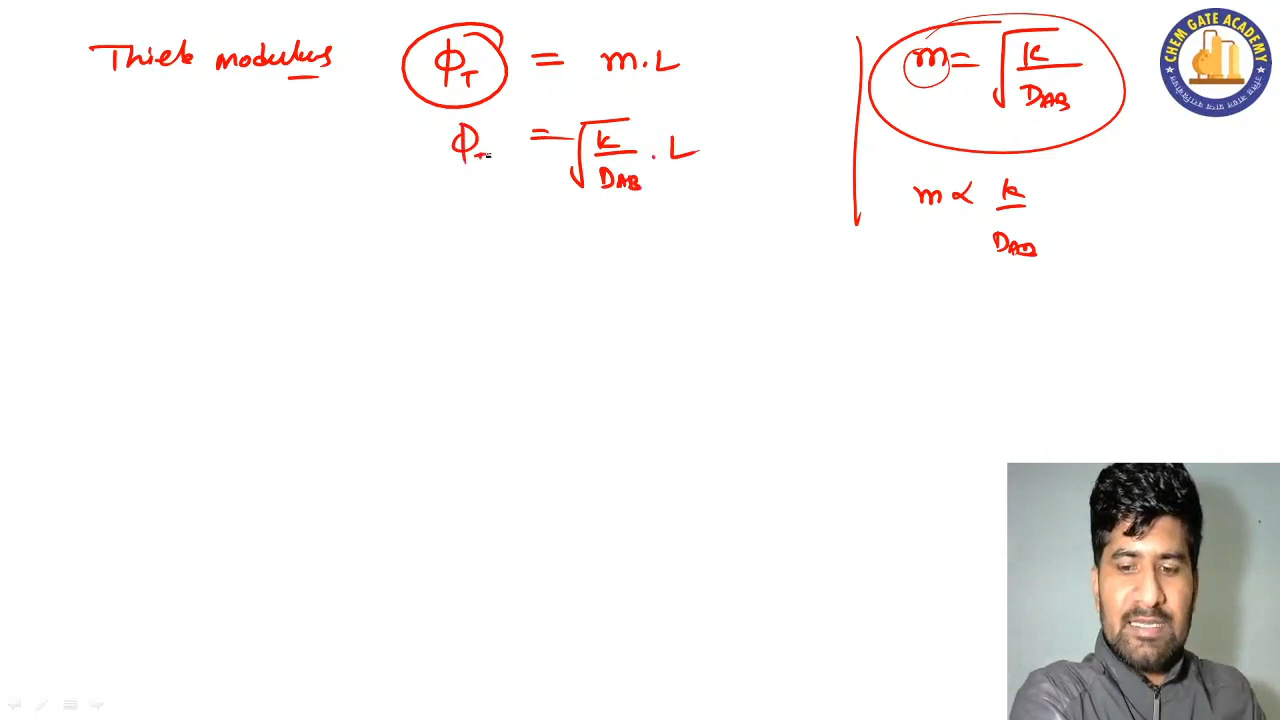 Thiele modulus ϕT = m.L
ϕT = √(k/DAB) . L
m = √(k/DAB)
m ∝ k/DAB
CHEM GATE ACADEMY